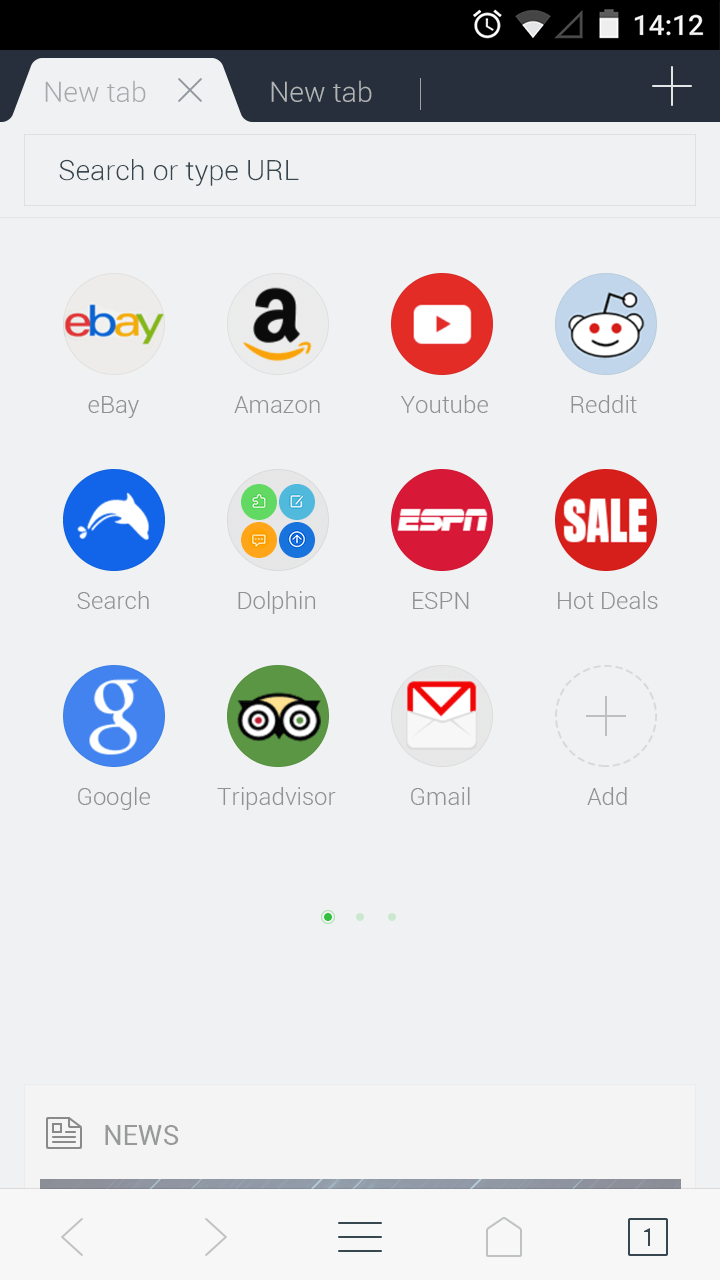 14:12
New tab
New tab
Search or type URL
ebay
a
eBay
Amazon
Youtube
Reddit
ESPN
SALE
Search
Dolphin
ESPN
Hot Deals
g
Google
Tripadvisor
Gmail
Add
NEWS
1